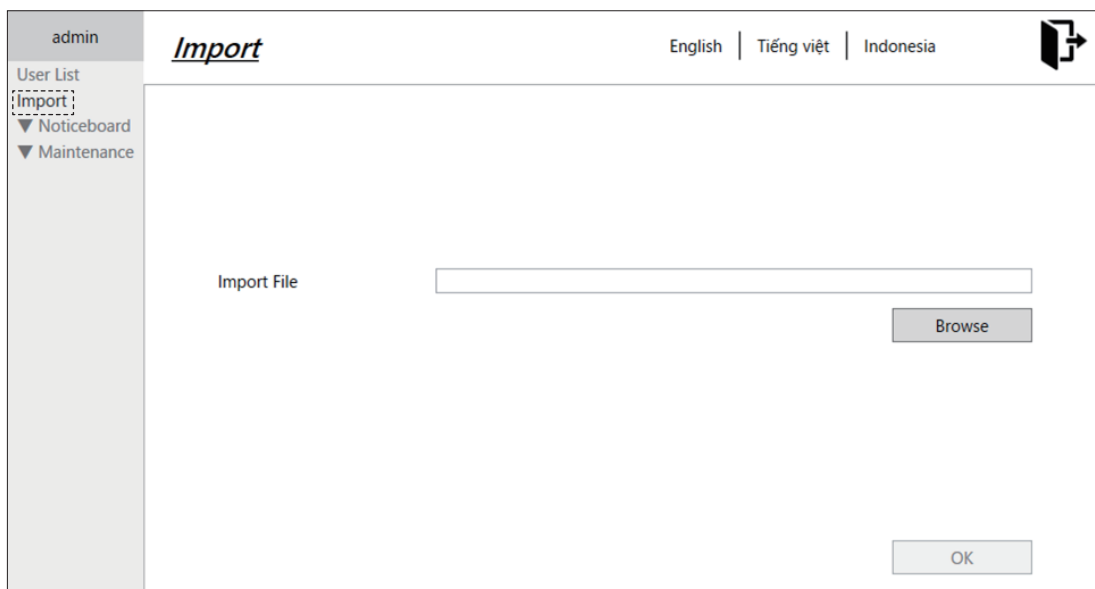 admin
Import
English | Tiếng việt | Indonesia
User List
Import
▼ Noticeboard
▼ Maintenance
Import File
Browse
OK